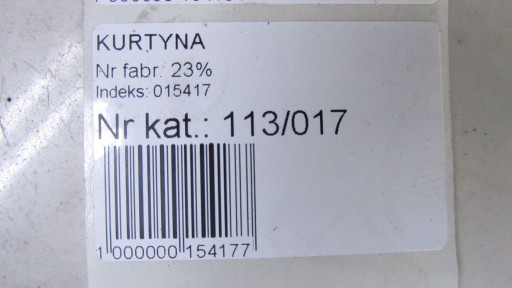 KURTYNA
Nr fabr. 23%
Indeks: 015417
Nr kat.: 113/017
1 000000 154177